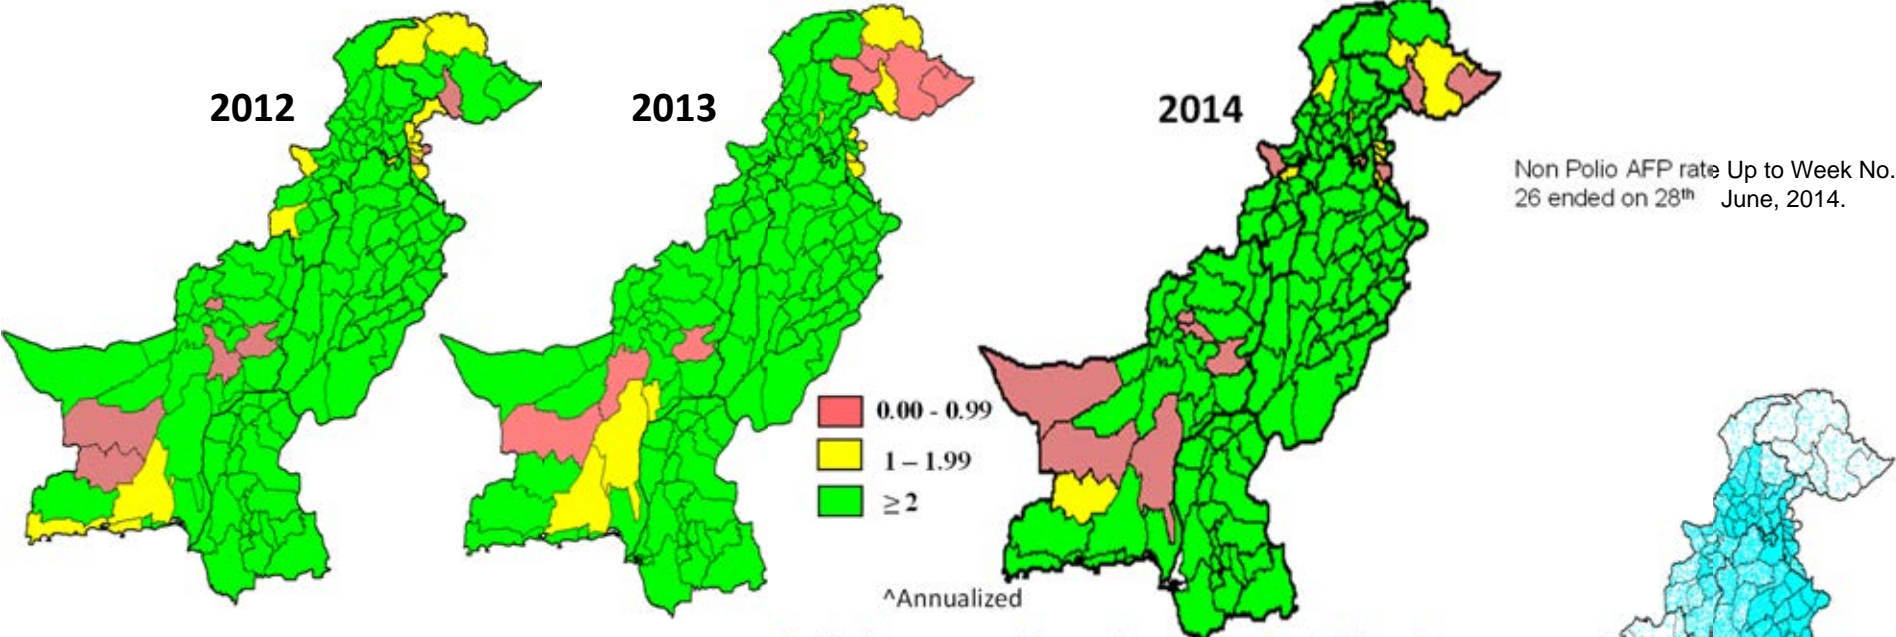 2012
2013
2014
Non Polio AFP rate Up to Week No.
26 ended on 28th June, 2014.
0.00 - 0.99
1 – 1.99
≥ 2
^Annualized